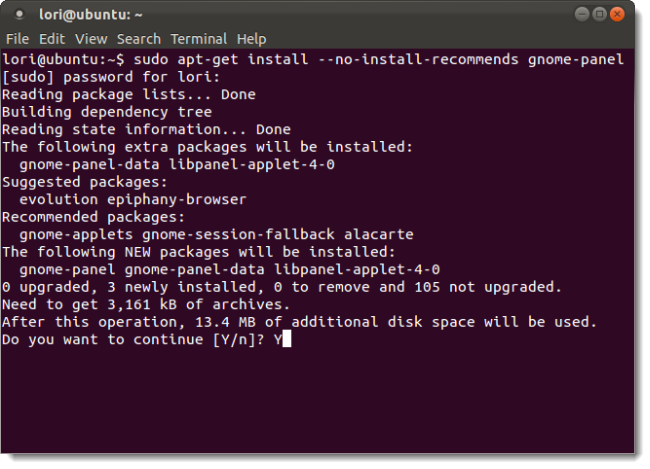 lori@ubuntu: ~
File Edit View Search Terminal Help
lori@ubuntu:~$ sudo apt-get install --no-install-recommends gnome-panel
[sudo] password for lori:
Reading package lists... Done
Building dependency tree
Reading state information... Done
The following extra packages will be installed:
  gnome-panel-data libpanel-applet-4-0
Suggested packages:
  evolution epiphany-browser
Recommended packages:
  gnome-applets gnome-session-fallback alacarte
The following NEW packages will be installed:
  gnome-panel gnome-panel-data libpanel-applet-4-0
0 upgraded, 3 newly installed, 0 to remove and 105 not upgraded.
Need to get 3,161 kB of archives.
After this operation, 13.4 MB of additional disk space will be used.
Do you want to continue [Y/n]? Y